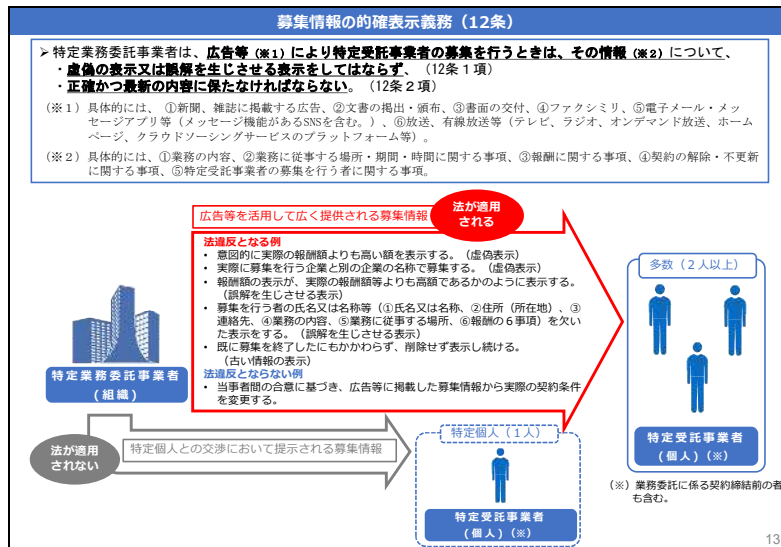 募集情報の的確表示義務（12条）
➢ 特定業務委託事業者は、広告等（※１）により特定受託事業者の募集を行うときは、その情報（※２）について、
・虚偽の表示又は誤解を生じさせる表示をしてはならず、（12条１項）
・正確かつ最新の内容に保たなければならない。（12条２項）
（※１）具体的には、①新聞、雑誌に掲載する広告、②文書の掲出・頒布、③書面の交付、④ファクシミリ、⑤電子メール・メッ
セージアプリ等（メッセージ機能があるSNSを含む。）、⑥放送、有線放送等（テレビ、ラジオ、オンデマンド放送、ホーム
ページ、クラウドソーシングサービスのプラットフォーム等）。
（※２）具体的には、①業務の内容、②業務に従事する場所・期間・時間に関する事項、③報酬に関する事項、④契約の解除・不更新
に関する事項、⑤特定受託事業者の募集を行う者に関する事項。
広告等を活用して広く提供される募集情報
法が適用
される
法違反となる例
• 意図的に実際の報酬額よりも高い額を表示する。（虚偽表示）
• 実際に募集を行う企業と別の企業の名称で募集する。（虚偽表示）
• 報酬額の表示が、実際の報酬額等よりも高額であるかのように表示する。
（誤解を生じさせる表示）
• 募集を行う者の氏名又は名称等（①氏名又は名称、②住所（所在地）、③
連絡先、④業務の内容、⑤業務に従事する場所、⑥報酬の６事項）を欠い
た表示をする。（誤解を生じさせる表示）
• 既に募集を終了したにもかかわらず、削除せず表示し続ける。
（古い情報の表示）
法違反とならない例
• 当事者間の合意に基づき、広告等に掲載した募集情報から実際の契約条件
を変更する。
特定業務委託事業者
（組織）
多数（２人以上）
特定受託事業者
（個人）（※）
（※）業務委託に係る契約締結前の者
も含む。
法が適用
されない
特定個人との交渉において提示される募集情報
特定個人（１人）
特定受託事業者
（個人）（※）
13